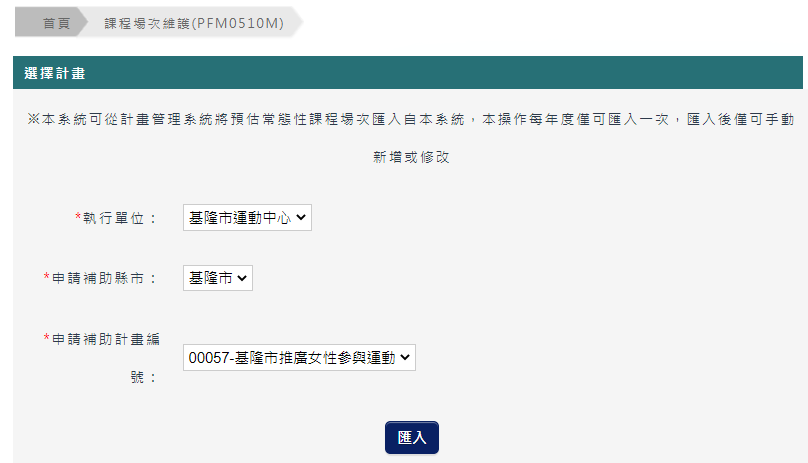 首頁 課程場次維護(PFM0510M)
選擇計畫
※本系統可從計畫管理系統將預估常態性課程場次匯入自本系統，本操作每年度僅可匯入一次，匯入後僅可手動
新增或修改
*執行單位： 基隆市運動中心
*申請補助縣市： 基隆市
*申請補助計畫編
號： 00057-基隆市推廣女性參與運動
匯入